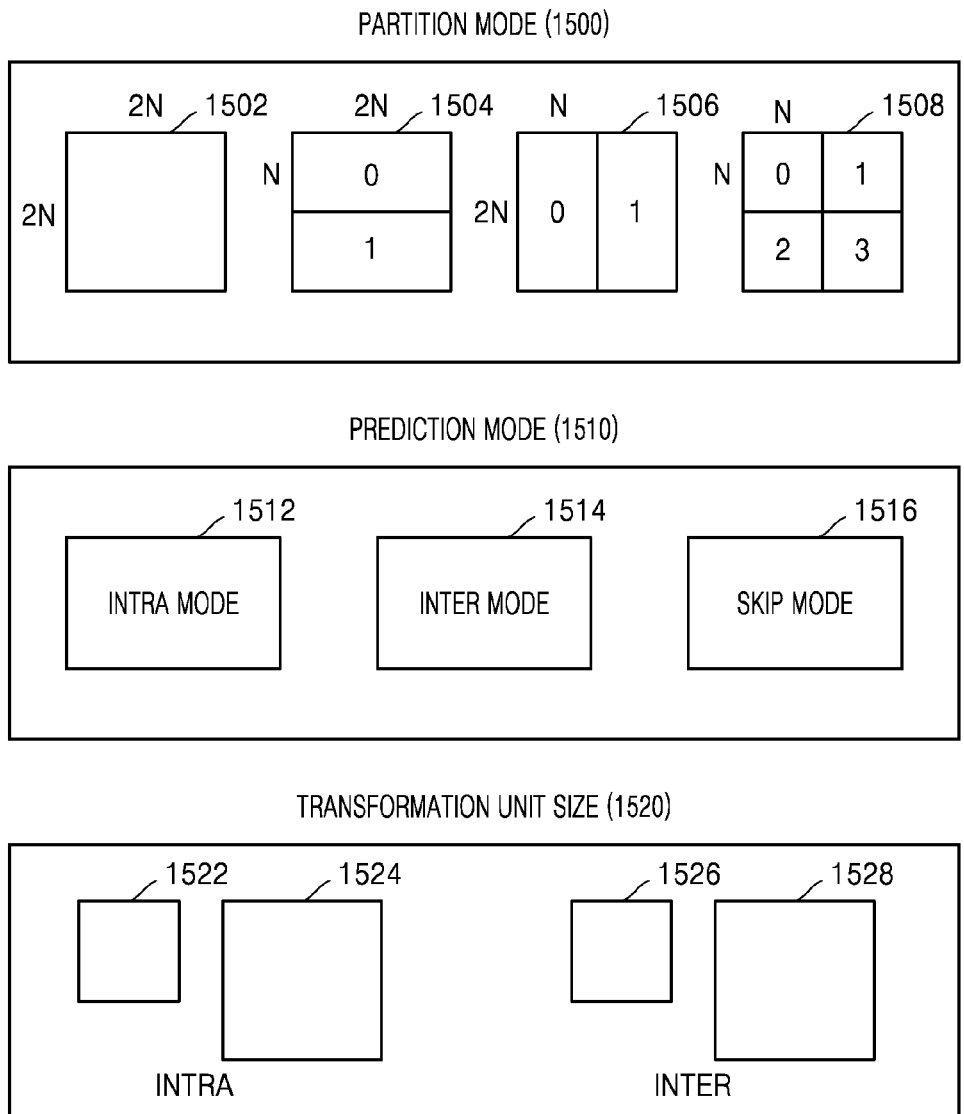 PARTITION MODE (1500)
2N 1502 2N 1504 N 1506 N 1508
2N N 0 1 2N 0 1 N 0 1 2 3
PREDICTION MODE (1510)
1512 1514 1516
INTRA MODE INTER MODE SKIP MODE
TRANSFORMATION UNIT SIZE (1520)
1522 1524 1526 1528
INTRA INTER